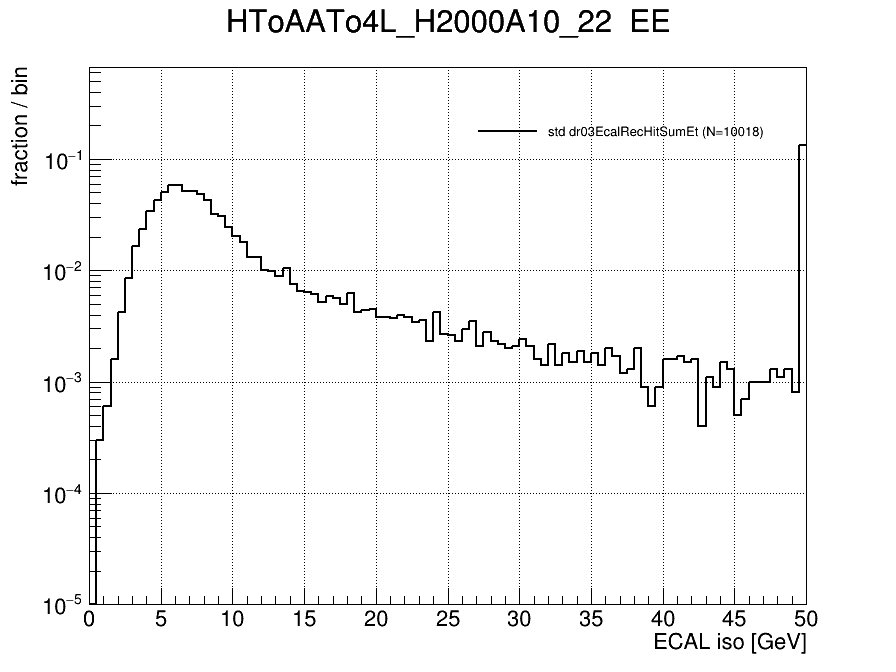 HToAATo4L_H2000A10_22 EE
fraction / bin
std dr03EcalRecHitSumEt (N=10018)
10⁻¹
10⁻²
10⁻³
10⁻⁴
10⁻⁵
0 5 10 15 20 25 30 35 40 45 50
ECAL iso [GeV]